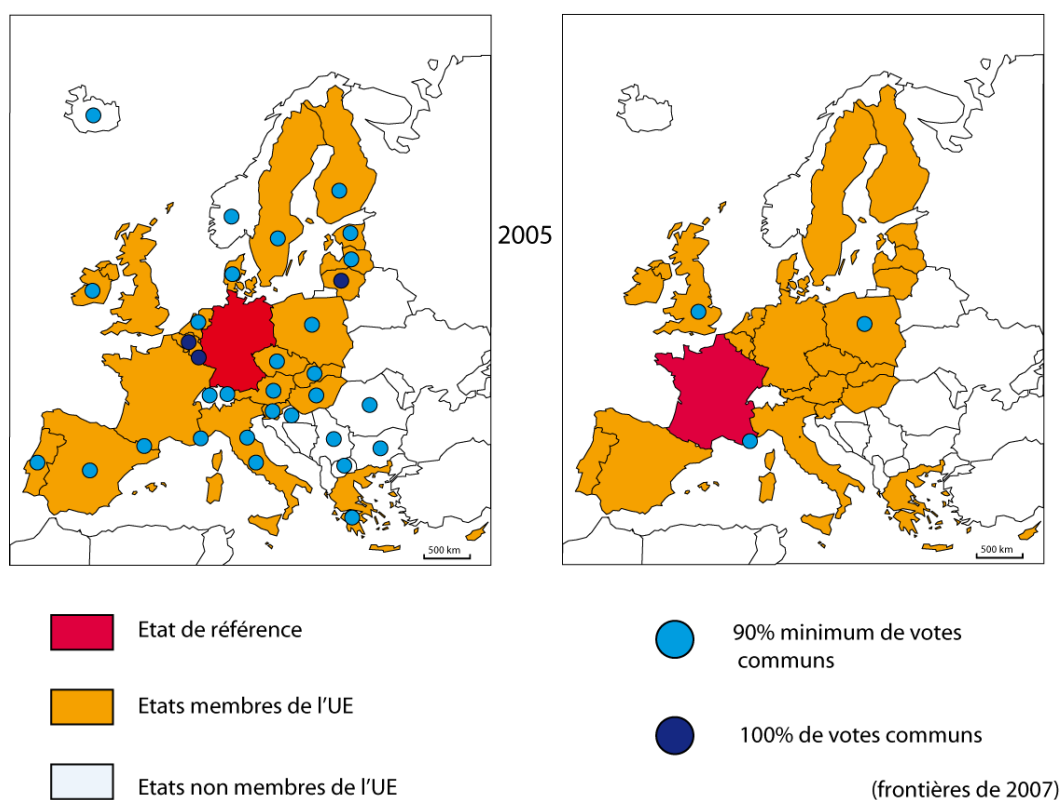 2005
500 km
500 km
Etat de référence
Etats membres de l'UE
Etats non membres de l'UE
90% minimum de votes
communs
100% de votes communs
(frontières de 2007)